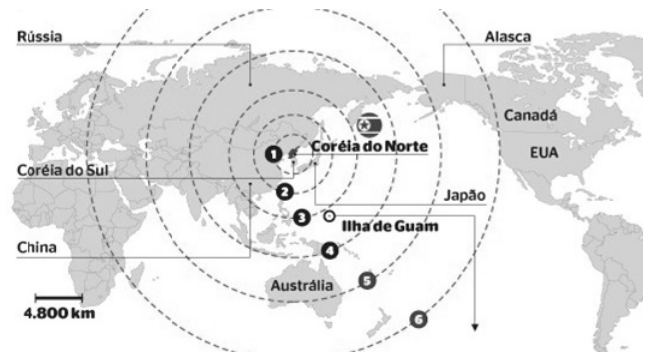 Rússia
Alasca
Canadá
1
Coréia do Norte
EUA
Coréia do Sul
2
Japão
3
Ilha de Guam
China
4
Austrália
5
4.800 km
6